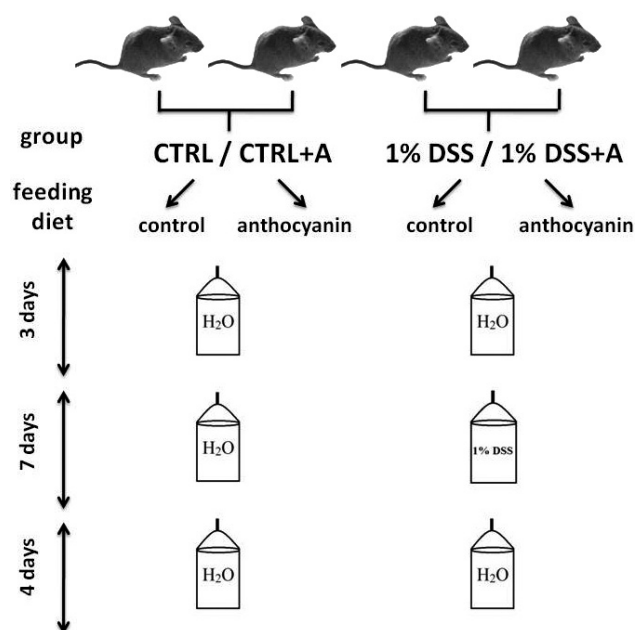 group
CTRL / CTRL+A
1% DSS / 1% DSS+A
feeding
diet
control
anthocyanin
control
anthocyanin
3 days
H₂O
H₂O
7 days
H₂O
1% DSS
4 days
H₂O
H₂O